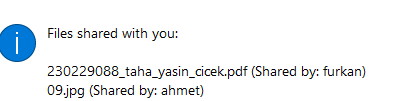 Files shared with you:
230229088_taha_yasin_cicek.pdf (Shared by: furkan)
09.jpg (Shared by: ahmet)